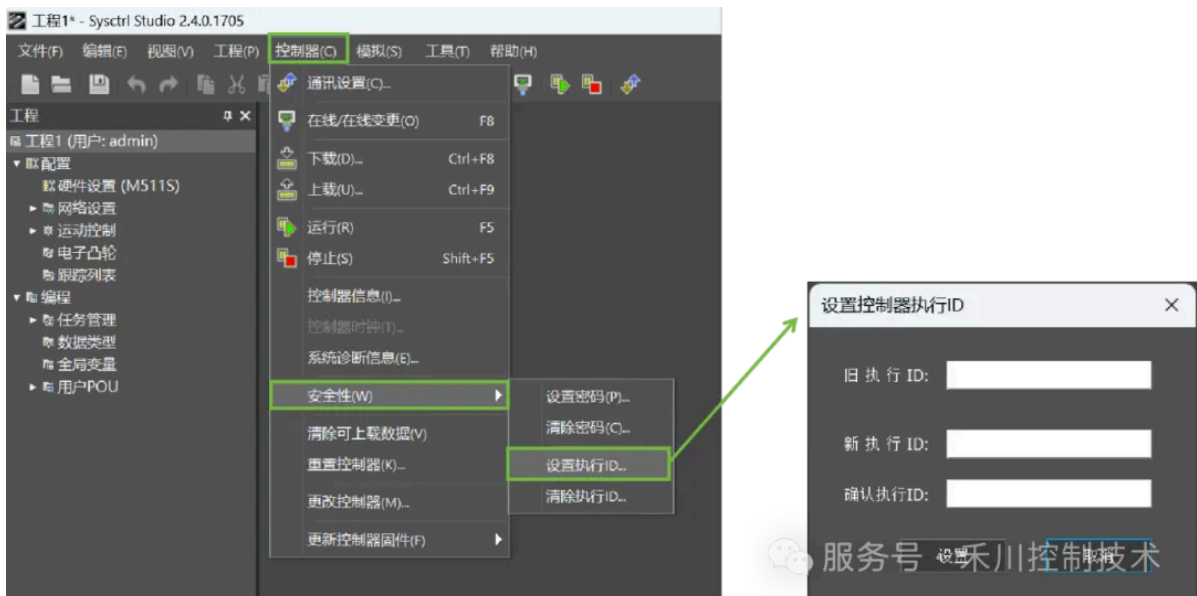 工程1* - Sysctrl Studio 2.4.0.1705
文件(F) 编辑(E) 视图(V) 工程(P) 控制器(C) 模拟(S) 工具(T) 帮助(H)
工程
工程1 (用户: admin)
配置
硬件设置 (M511S)
网络设置
运动控制
电子凸轮
跟踪列表
编程
任务管理
数据类型
全局变量
用户POU
通讯设置(C)...
在线/在线变更(O) F8
下载(D)... Ctrl+F8
上载(U)... Ctrl+F9
运行(R) F5
停止(S) Shift+F5
控制器信息(I)...
控制器时钟(T)...
系统诊断信息(E)...
安全性(W)
清除可上载数据(V)
重置控制器(K)...
更改控制器(M)...
更新控制器固件(F)
设置密码(P)...
清除密码(C)...
设置执行ID...
清除执行ID...
设置控制器执行ID
旧 执 行 ID:
新 执 行 ID:
确认执行ID:
设置 取消
服务号 禾川控制技术